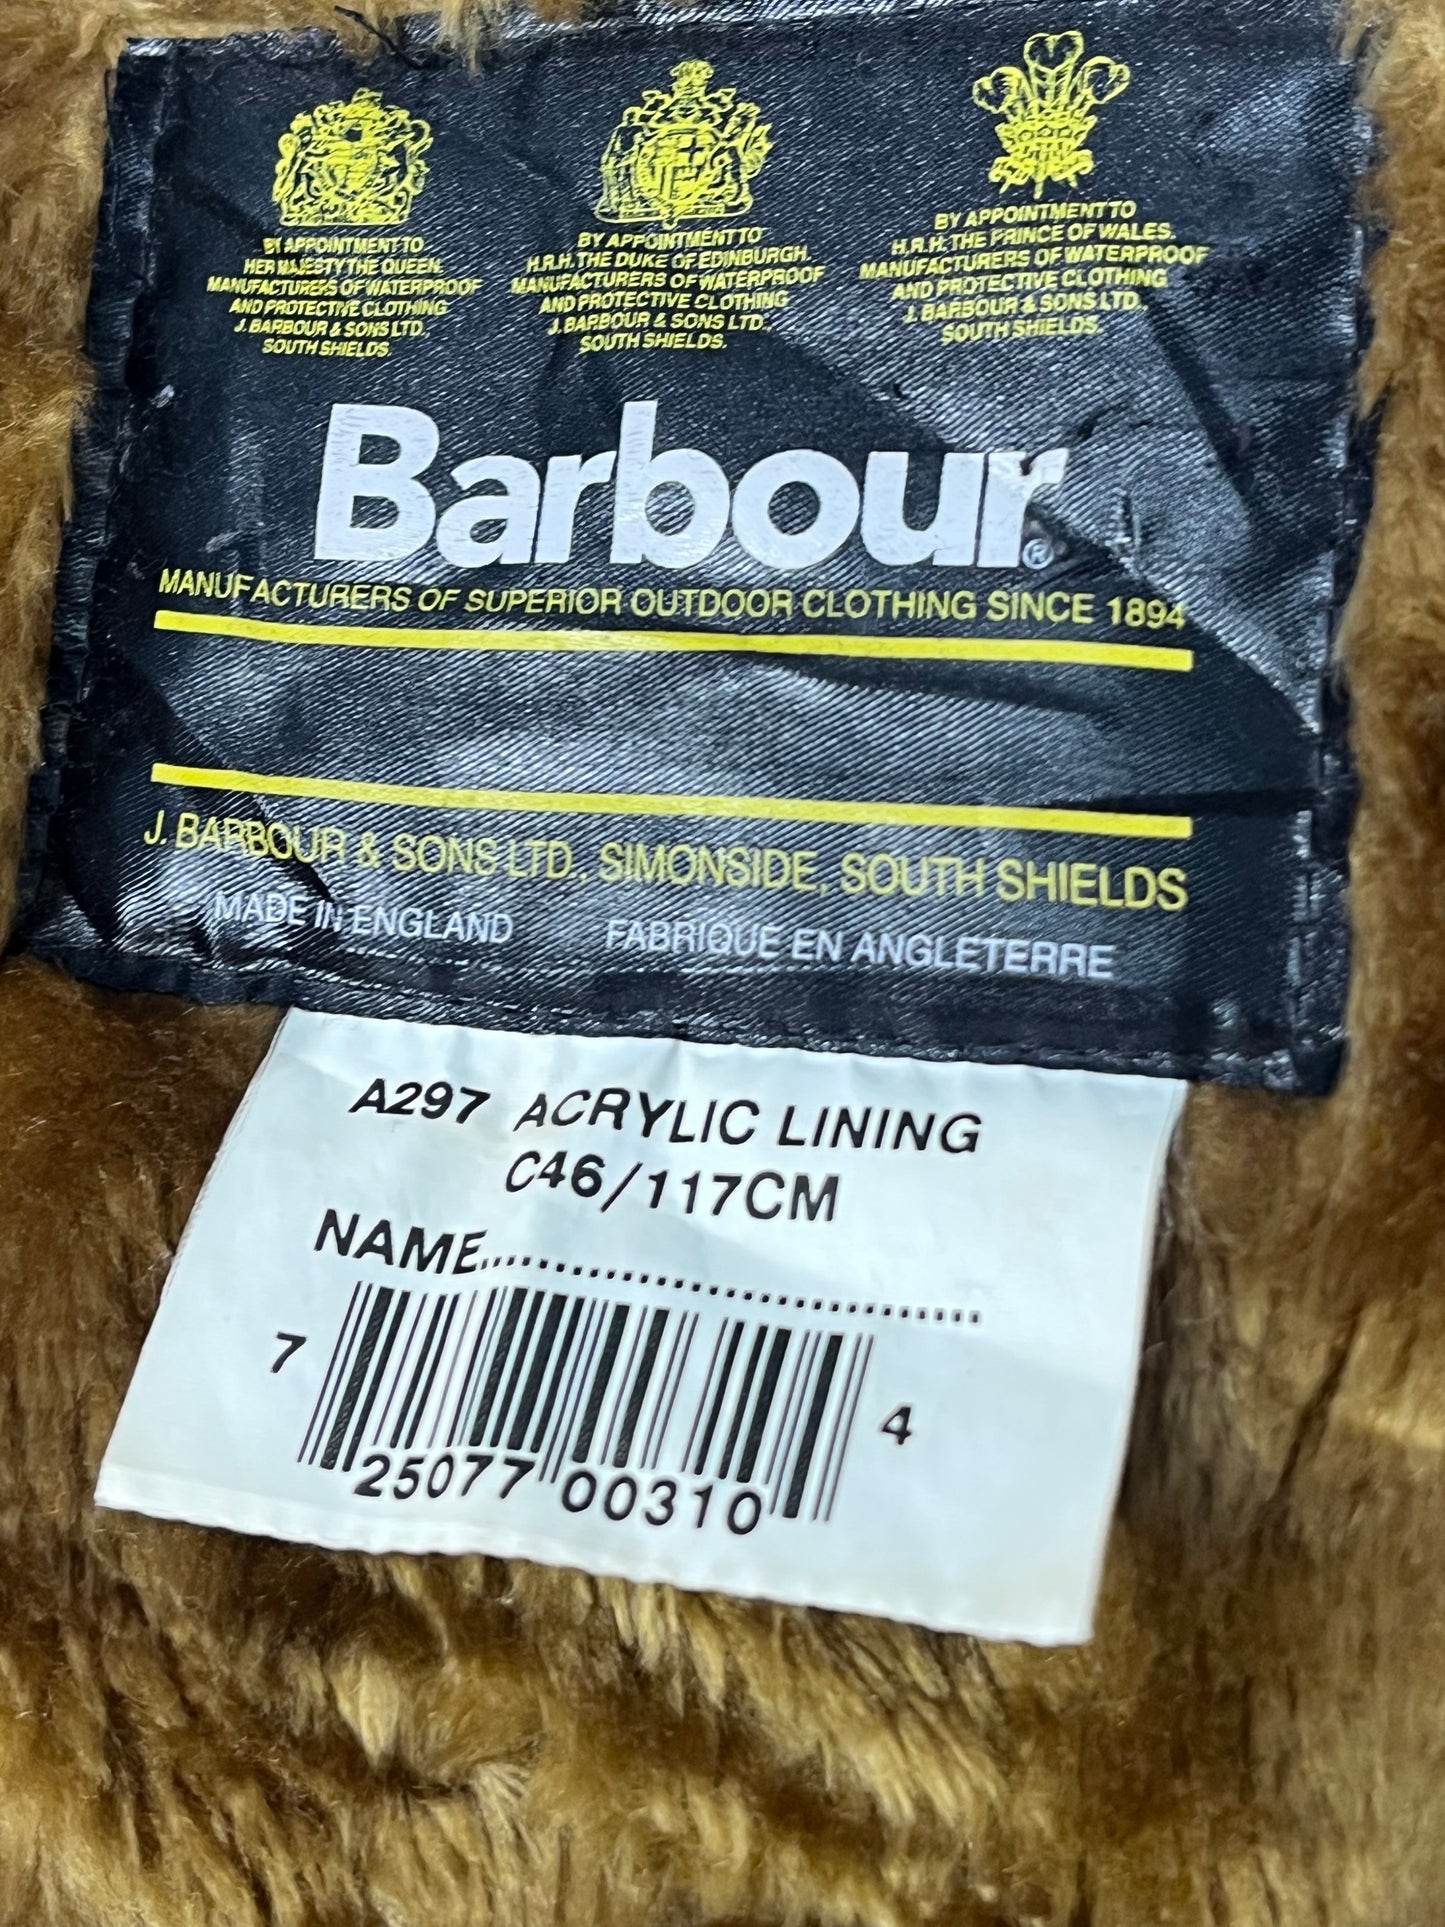 BY APPOINTMENT TO
HER MAJESTY THE QUEEN
MANUFACTURERS OF WATERPROOF
AND PROTECTIVE CLOTHING
J. BARBOUR & SONS LTD.
SOUTH SHIELDS.
BY APPOINTMENT TO
H.R.H. THE DUKE OF EDINBURGH.
MANUFACTURERS OF WATERPROOF
AND PROTECTIVE CLOTHING
J. BARBOUR & SONS LTD.,
SOUTH SHIELDS.
BY APPOINTMENT TO
H.R.H. THE PRINCE OF WALES.
MANUFACTURERS OF WATERPROOF
AND PROTECTIVE CLOTHING
J. BARBOUR & SONS LTD.,
SOUTH SHIELDS.
Barbour®
MANUFACTURERS OF SUPERIOR OUTDOOR CLOTHING SINCE 1894
J. BARBOUR & SONS LTD., SIMONSIDE, SOUTH SHIELDS
MADE IN ENGLAND FABRIQUE EN ANGLETERRE
A297 ACRYLIC LINING
C46/117CM
NAME..............................
7 25077 00310 4